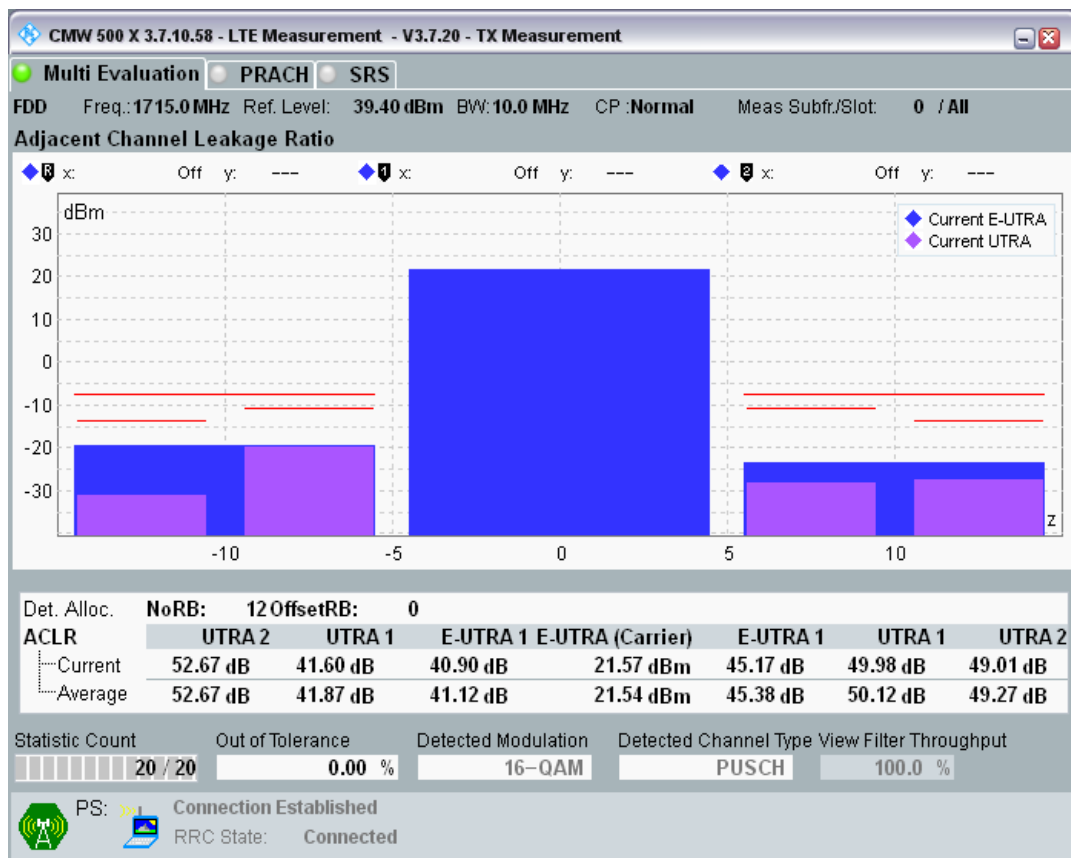 CMW 500 X 3.7.10.58 - LTE Measurement - V3.7.20 - TX Measurement
Multi Evaluation PRACH SRS
FDD Freq.:1715.0 MHz Ref. Level: 39.40 dBm BW:10.0 MHz CP :Normal Meas Subfr./Slot: 0 / All
Adjacent Channel Leakage Ratio
R x: Off y: --- 1 x: Off y: --- 2 x: Off y: ---
dBm
Current E-UTRA
Current UTRA
30
20
10
0
-10
-20
-30
z
-10 -5 0 5 10
Det. Alloc. NoRB: 12 OffsetRB: 0
ACLR UTRA 2 UTRA 1 E-UTRA 1 E-UTRA (Carrier) E-UTRA 1 UTRA 1 UTRA 2
Current 52.67 dB 41.60 dB 40.90 dB 21.57 dBm 45.17 dB 49.98 dB 49.01 dB
Average 52.67 dB 41.87 dB 41.12 dB 21.54 dBm 45.38 dB 50.12 dB 49.27 dB
Statistic Count Out of Tolerance Detected Modulation Detected Channel Type View Filter Throughput
20 / 20 0.00 % 16-QAM PUSCH 100.0 %
PS: Connection Established
RRC State: Connected